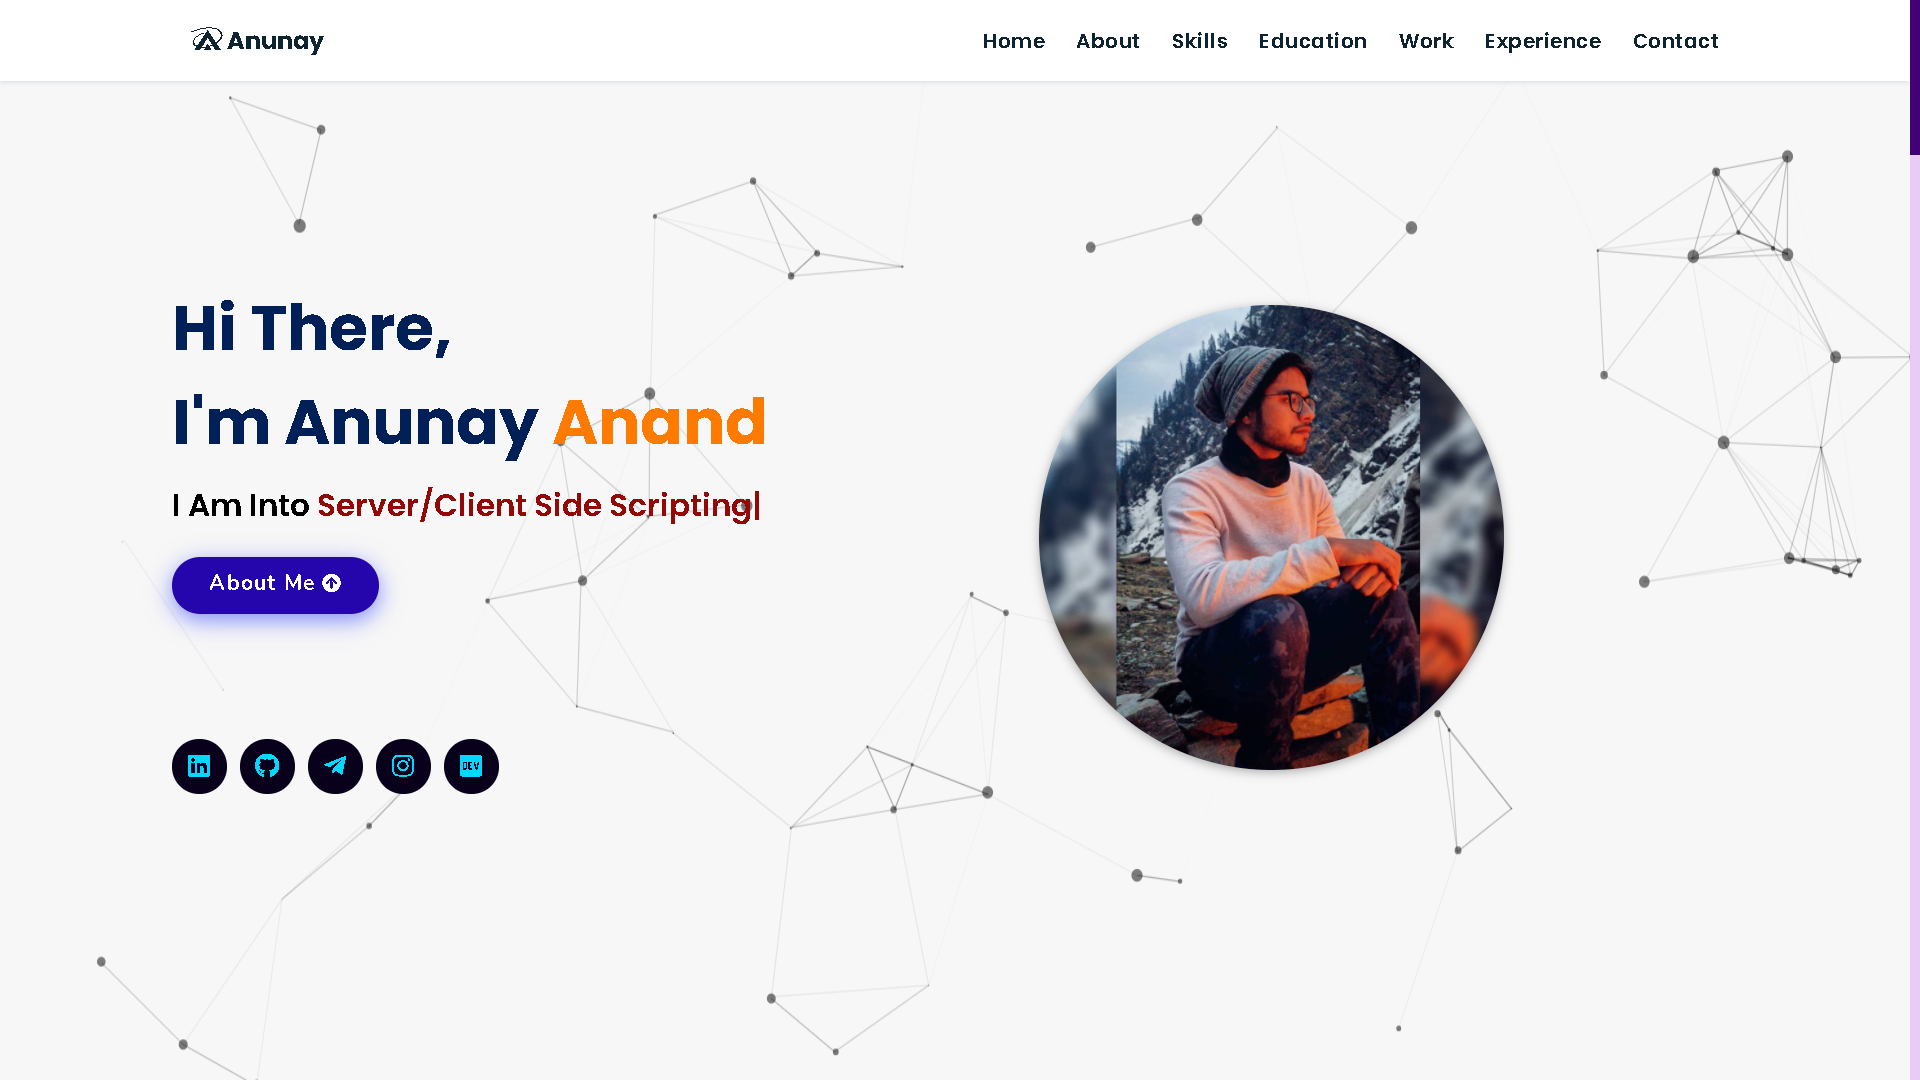 Anunay
Home About Skills Education Work Experience Contact
Hi There,
I'm Anunay Anand
I Am Into Server/Client Side Scripting|
About Me
DEV